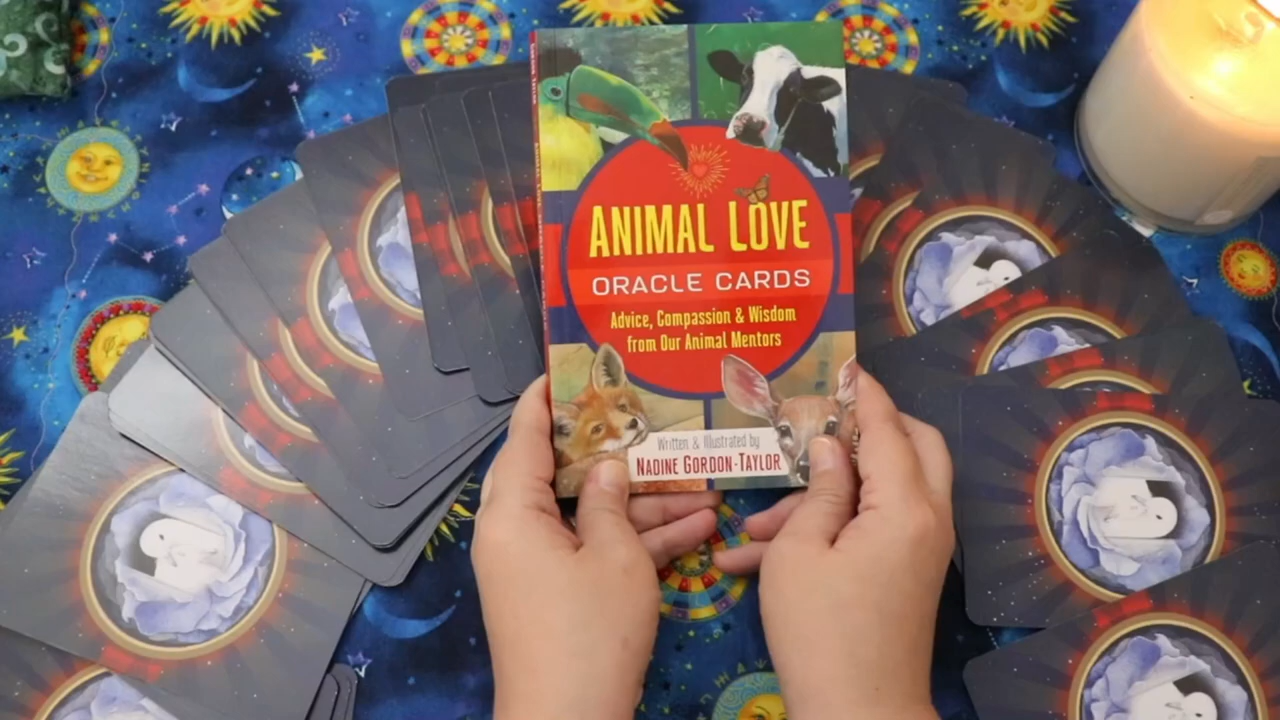 ANIMAL LOVE
ORACLE CARDS
Advice, Compassion & Wisdom
from Our Animal Mentors
Written & Illustrated by
NADINE GORDON-TAYLOR